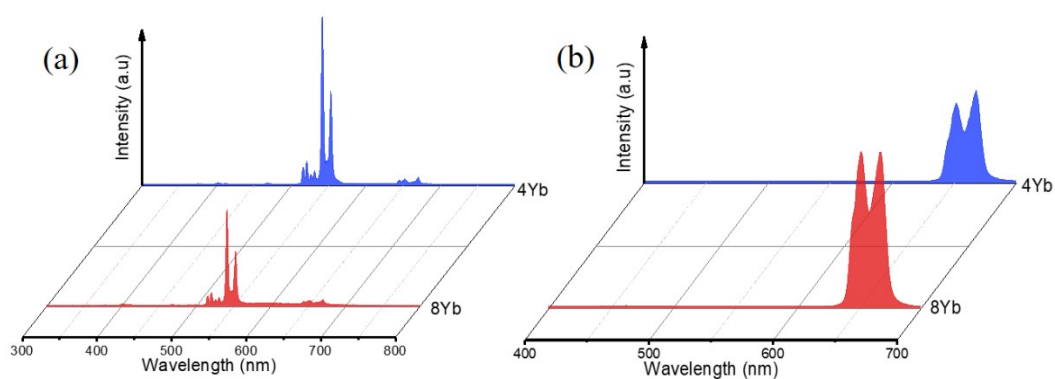 (a)
Intensity (a.u)
4Yb
8Yb
300 400 500 600 700 800
Wavelength (nm)
(b)
Intensity (a.u)
4Yb
8Yb
400 500 600 700
Wavelength (nm)